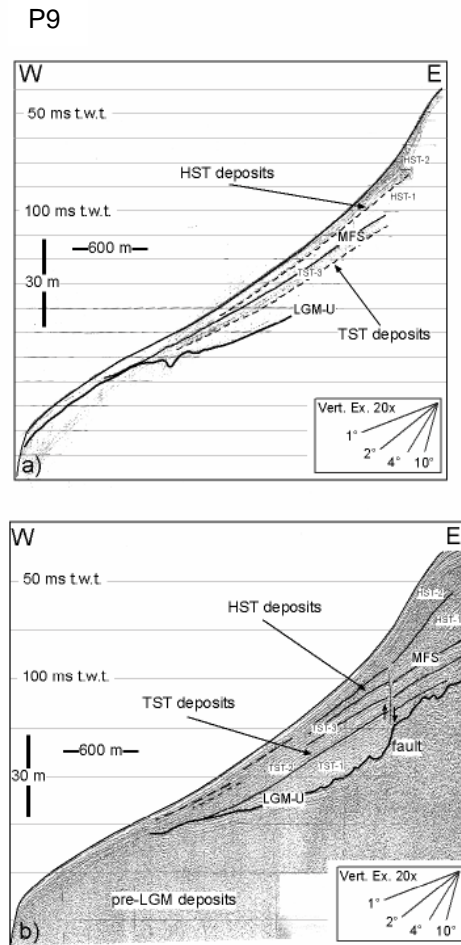 P9
W
E
50 ms t.w.t.
HST-2
HST deposits
HST-1
100 ms t.w.t.
MFS
600 m
TST-3
30 m
LGM-U
TST deposits
Vert. Ex. 20x
1°
2°
4°
10°
a)
W
E
50 ms t.w.t.
HST-2
HST deposits
HST-1
MFS
100 ms t.w.t.
TST deposits
TST-3
600 m
fault
TST-2
TST-1
30 m
LGM-U
pre-LGM deposits
Vert. Ex. 20x
1°
2°
4°
10°
b)